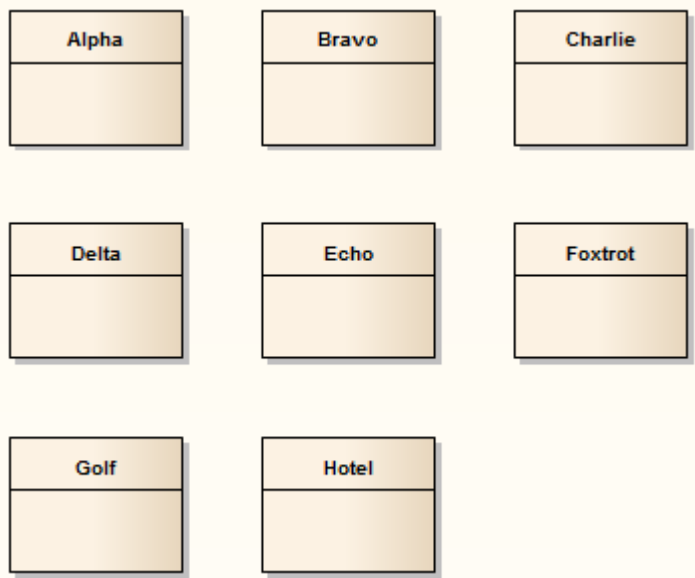 Alpha
Bravo
Charlie
Delta
Echo
Foxtrot
Golf
Hotel